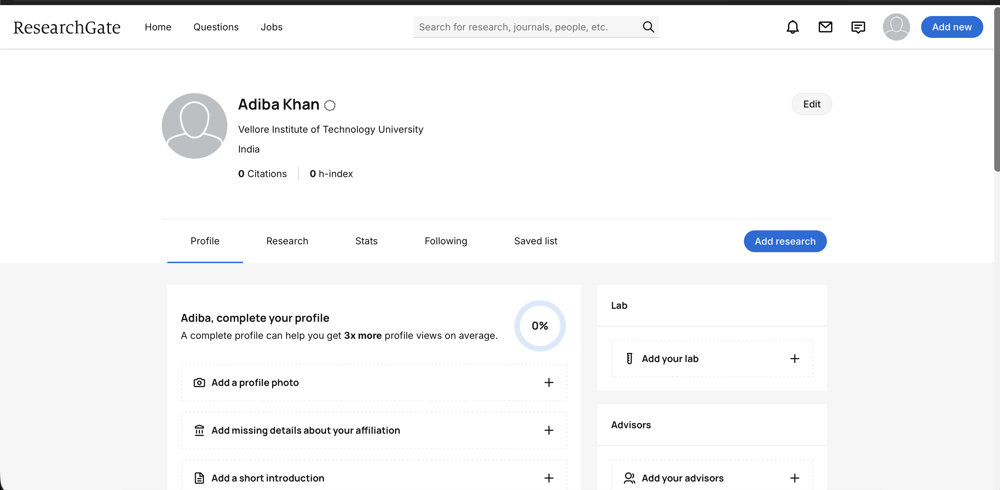 ResearchGate Home Questions Jobs Search for research, journals, people, etc. Add new
Adiba Khan
Edit
Vellore Institute of Technology University
India
0 Citations 0 h-index
Profile Research Stats Following Saved list Add research
Adiba, complete your profile
A complete profile can help you get 3x more profile views on average.
0%
Add a profile photo
Add missing details about your affiliation
Add a short introduction
Lab
Add your lab
Advisors
Add your advisors